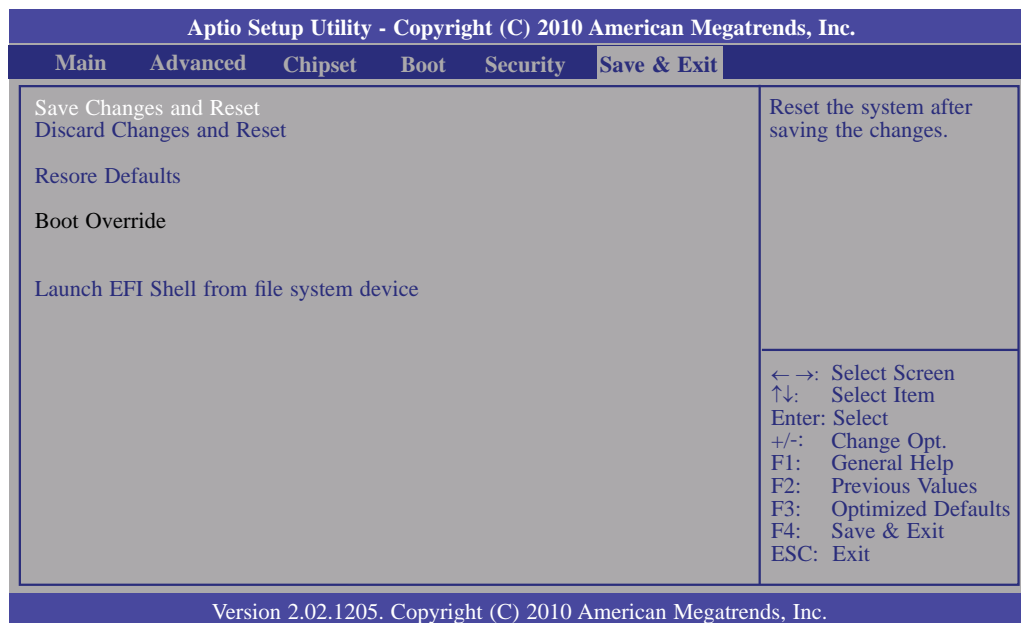 Aptio Setup Utility - Copyright (C) 2010 American Megatrends, Inc.
Main Advanced Chipset Boot Security Save & Exit
Save Changes and Reset
Discard Changes and Reset
Resore Defaults
Boot Override
Launch EFI Shell from file system device
Reset the system after
saving the changes.
← →: Select Screen
↑↓: Select Item
Enter: Select
+/-: Change Opt.
F1: General Help
F2: Previous Values
F3: Optimized Defaults
F4: Save & Exit
ESC: Exit
Version 2.02.1205. Copyright (C) 2010 American Megatrends, Inc.